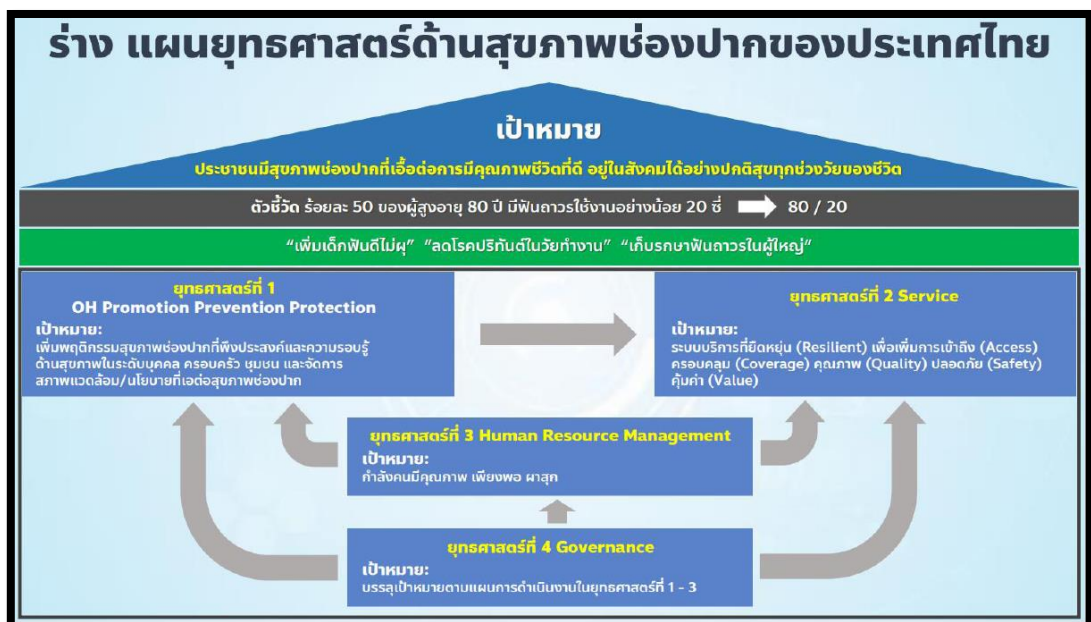 ร่าง แผนยุทธศาสตร์ด้านสุขภาพช่องปากของประเทศไทย
เป้าหมาย
ประชาชนมีสุขภาพช่องปากที่เอื้อต่อการมีคุณภาพชีวิตที่ดี อยู่ในสังคมได้อย่างปกติสุขทุกช่วงวัยของชีวิต
ตัวชี้วัด ร้อยละ 50 ของผู้สูงอายุ 80 ปี มีฟันถาวรใช้งานอย่างน้อย 20 ซี่ 80 / 20
“เพิ่มเด็กฟันดีไม่ผุ” ”ลดโรคปริทันต์ในวัยทำงาน” “เก็บรักษาฟันถาวรในผู้ใหญ่”
ยุทธศาสตร์ที่ 1
OH Promotion Prevention Protection
เป้าหมาย:
เพิ่มพฤติกรรมสุขภาพช่องปากที่พึงประสงค์และความรอบรู้
ด้านสุขภาพในระดับบุคคล ครอบครัว ชุมชน และจัดการ
สภาพแวดล้อม/นโยบายที่เอต่อสุขภาพช่องปาก
ยุทธศาสตร์ที่ 2 Service
เป้าหมาย:
ระบบบริการที่ยืดหยุ่น (Resilient) เพื่อเพิ่มการเข้าถึง (Access)
ครอบคลุม (Coverage) คุณภาพ (Quality) ปลอดภัย (Safety)
คุ้มค่า (Value)
ยุทธศาสตร์ที่ 3 Human Resource Management
เป้าหมาย:
กำลังคนมีคุณภาพ เพียงพอ ผาสุก
ยุทธศาสตร์ที่ 4 Governance
เป้าหมาย:
บรรลุเป้าหมายตามแผนการดำเนินงานในยุทธศาสตร์ที่ 1 - 3